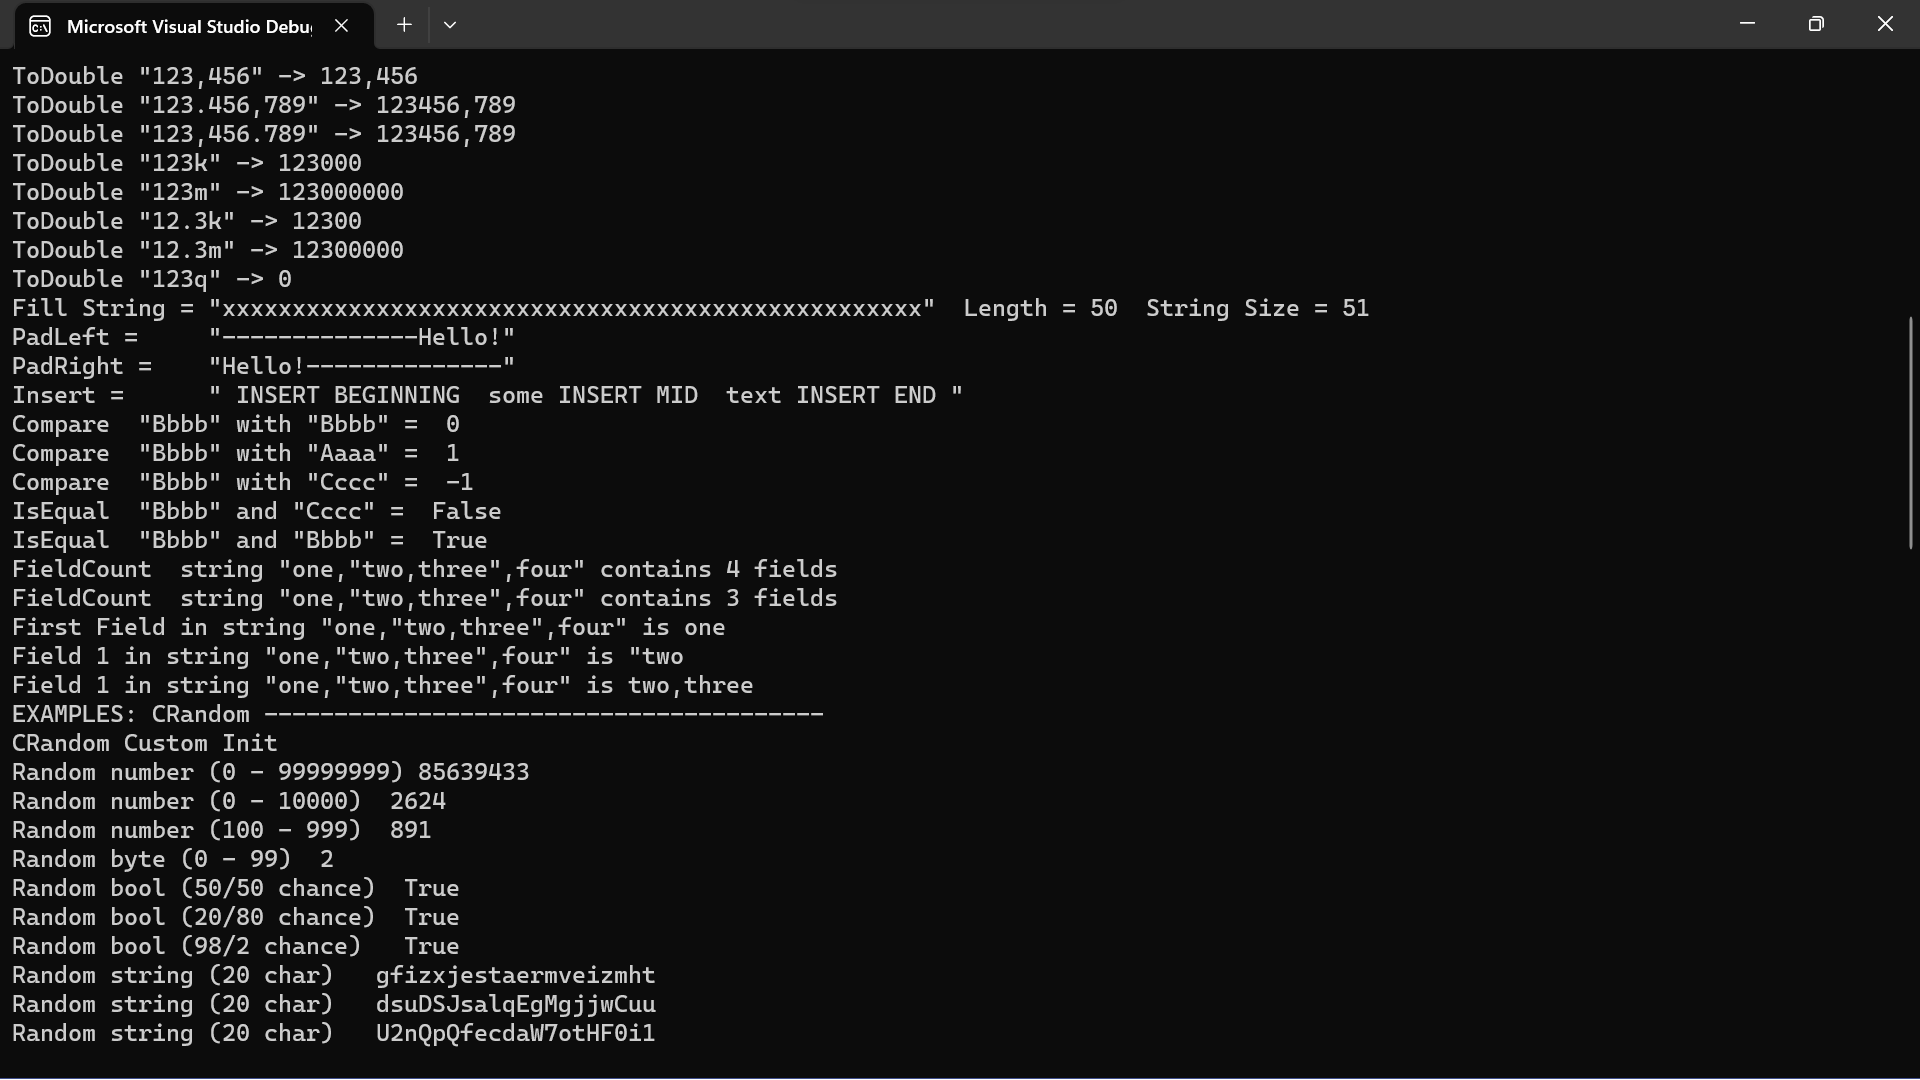 Microsoft Visual Studio Debu
ToDouble "123,456" -> 123,456
ToDouble "123.456,789" -> 123456,789
ToDouble "123,456.789" -> 123456,789
ToDouble "123k" -> 123000
ToDouble "123m" -> 123000000
ToDouble "12.3k" -> 12300
ToDouble "12.3m" -> 12300000
ToDouble "123q" -> 0
Fill String = "xxxxxxxxxxxxxxxxxxxxxxxxxxxxxxxxxxxxxxxxxxxxxxxxxx"  Length = 50  String Size = 51
PadLeft =     "--------------Hello!"
PadRight =    "Hello!--------------"
Insert =      " INSERT BEGINNING  some INSERT MID  text INSERT END "
Compare  "Bbbb" with "Bbbb" =  0
Compare  "Bbbb" with "Aaaa" =  1
Compare  "Bbbb" with "Cccc" =  -1
IsEqual  "Bbbb" and "Cccc" =  False
IsEqual  "Bbbb" and "Bbbb" =  True
FieldCount  string "one,"two,three",four" contains 4 fields
FieldCount  string "one,"two,three",four" contains 3 fields
First Field in string "one,"two,three",four" is one
Field 1 in string "one,"two,three",four" is "two
Field 1 in string "one,"two,three",four" is two,three
EXAMPLES: CRandom ----------------------------------------
CRandom Custom Init
Random number (0 - 99999999) 85639433
Random number (0 - 10000)  2624
Random number (100 - 999)  891
Random byte (0 - 99)  2
Random bool (50/50 chance)  True
Random bool (20/80 chance)  True
Random bool (98/2 chance)   True
Random string (20 char)   gfizxjestaermveizmht
Random string (20 char)   dsuDSJsalqEgMgjjwCuu
Random string (20 char)   U2nQpQfecdaW7otHF0i1